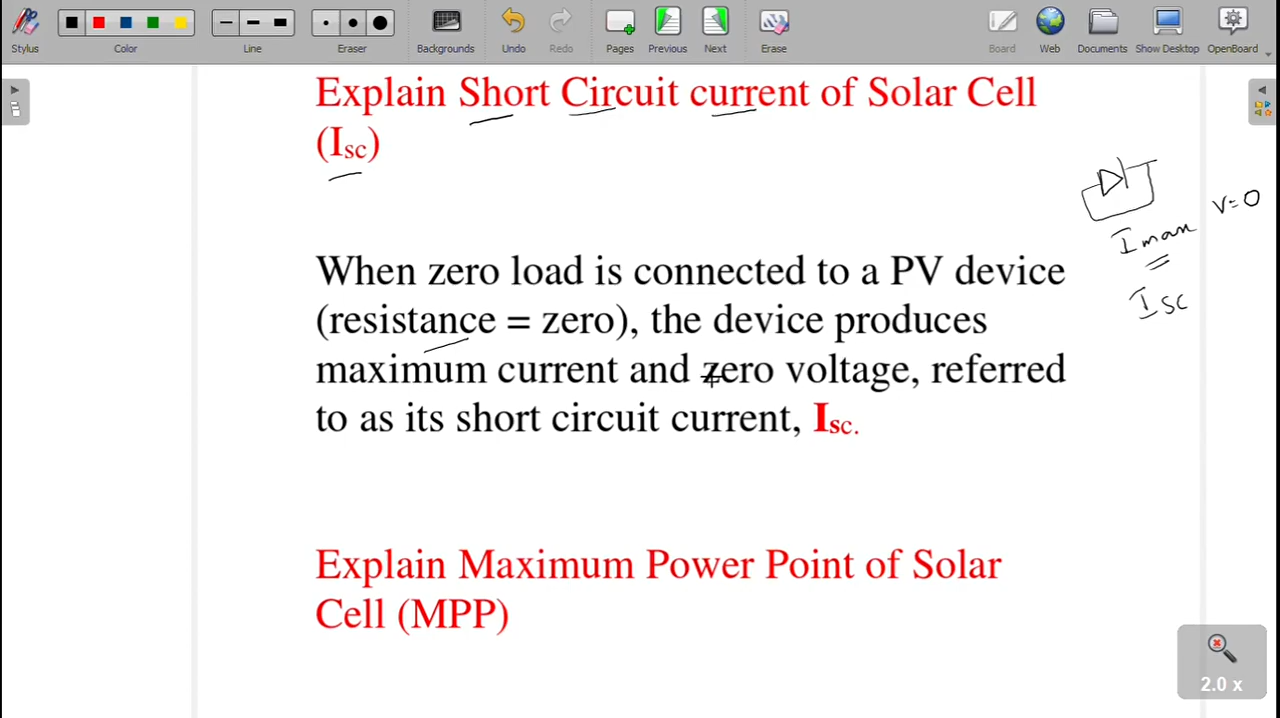 Stylus Color Line Eraser Backgrounds Undo Redo Pages Previous Next Erase Board Web Documents Show Desktop OpenBoard
Explain Short Circuit current of Solar Cell
(Isc)
V=0
Imax
Isc
When zero load is connected to a PV device
(resistance = zero), the device produces
maximum current and zero voltage, referred
to as its short circuit current, Isc.
Explain Maximum Power Point of Solar
Cell (MPP)
2.0 x